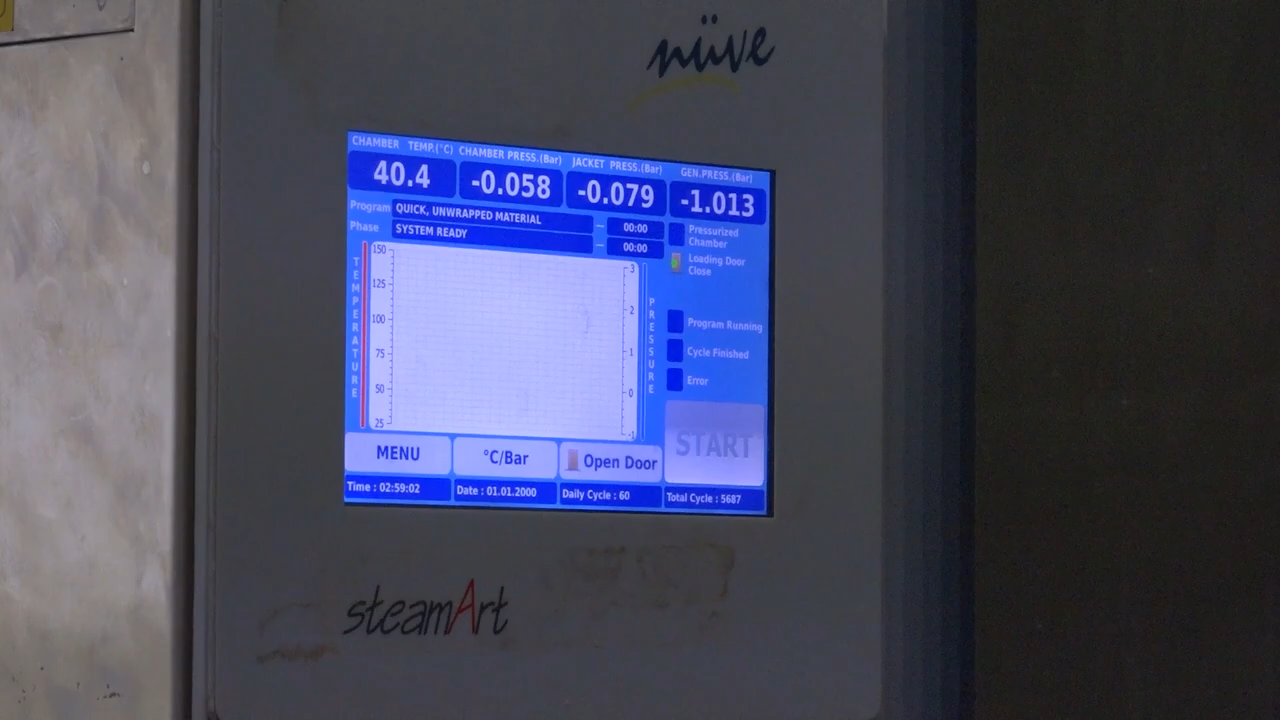 nüve
CHAMBER TEMP.(°C) CHAMBER PRESS.(Bar) JACKET PRESS.(Bar) GEN.PRESS.(Bar)
40.4 -0.058 -0.079 -1.013
Program QUICK, UNWRAPPED MATERIAL — 00:00
Phase SYSTEM READY — 00:00
Pressurized
Chamber
Loading Door
Close
Program Running
Cycle Finished
Error
TEMPERATURE
150
125
100
75
50
25
3
2
1
0
-1
PRESSURE
START
MENU °C/Bar Open Door
Time : 02:59:02 Date : 01.01.2000 Daily Cycle : 60 Total Cycle : 5687
steamArt